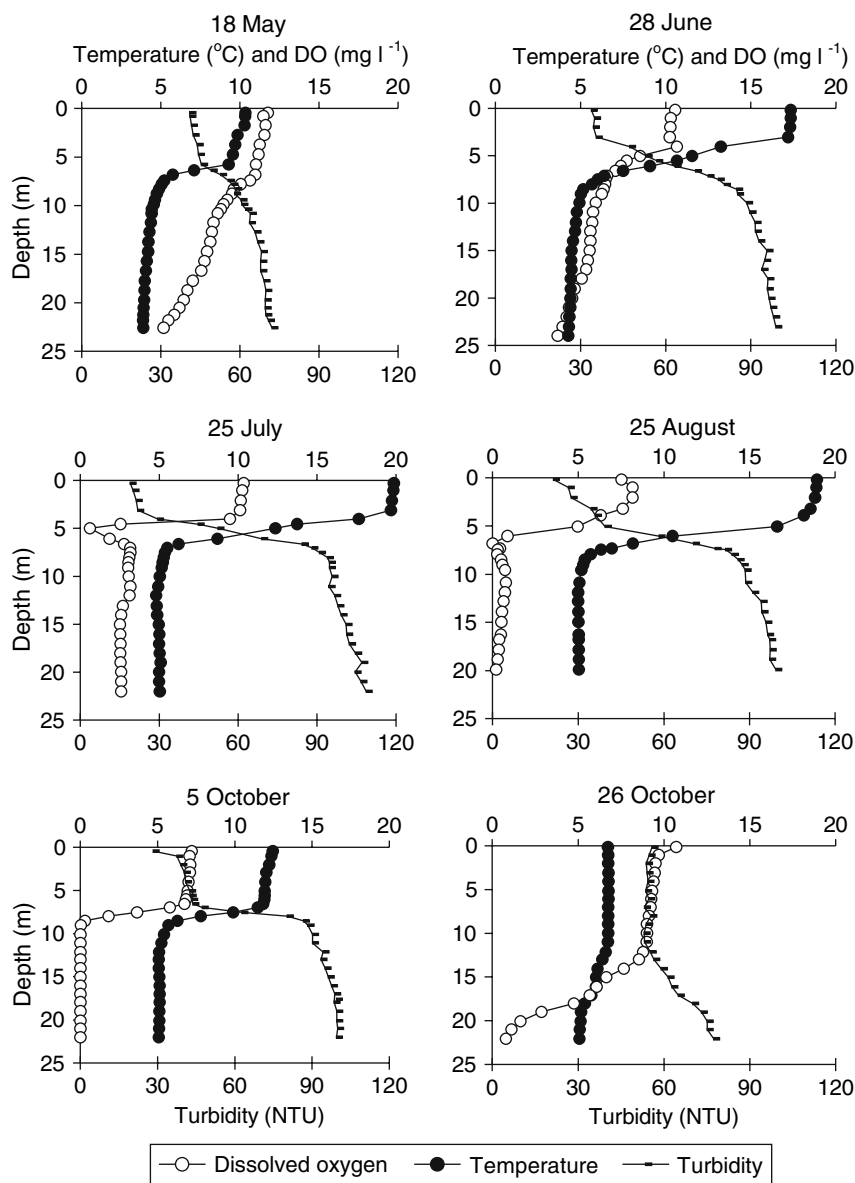 18 May
Temperature (°C) and DO (mg l⁻¹)
0 5 10 15 20
0
5
10
15
20
25
Depth (m)
0 30 60 90 120
28 June
Temperature (°C) and DO (mg l⁻¹)
0 5 10 15 20
0
5
10
15
20
25
0 30 60 90 120
25 July
0 5 10 15 20
0
5
10
15
20
25
Depth (m)
0 30 60 90 120
25 August
0 5 10 15 20
0
5
10
15
20
25
0 30 60 90 120
5 October
0 5 10 15 20
0
5
10
15
20
25
Depth (m)
0 30 60 90 120
Turbidity (NTU)
26 October
0 5 10 15 20
0
5
10
15
20
25
0 30 60 90 120
Turbidity (NTU)
Dissolved oxygen Temperature Turbidity